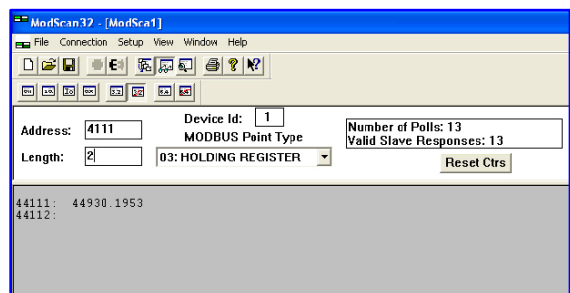 ModScan32 - [ModSca1]
File Connection Setup View Window Help
Address: 4111
Device Id: 1
MODBUS Point Type
Number of Polls: 13
Valid Slave Responses: 13
Length: 2
03: HOLDING REGISTER
Reset Ctrs
44111: 44930.1953
44112: